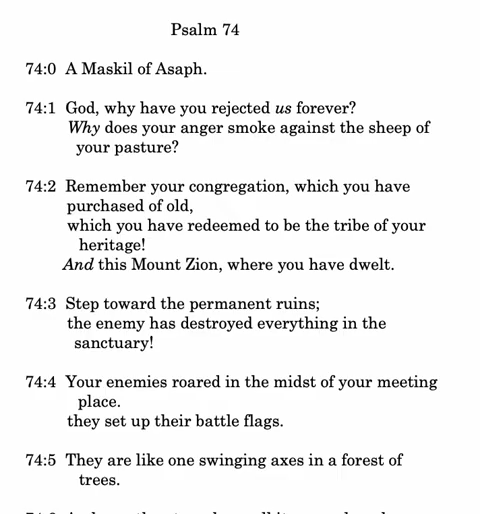 Psalm 74
74:0 A Maskil of Asaph.
74:1 God, why have you rejected us forever?
Why does your anger smoke against the sheep of
your pasture?
74:2 Remember your congregation, which you have
purchased of old,
which you have redeemed to be the tribe of your
heritage!
And this Mount Zion, where you have dwelt.
74:3 Step toward the permanent ruins;
the enemy has destroyed everything in the
sanctuary!
74:4 Your enemies roared in the midst of your meeting
place.
they set up their battle flags.
74:5 They are like one swinging axes in a forest of
trees.